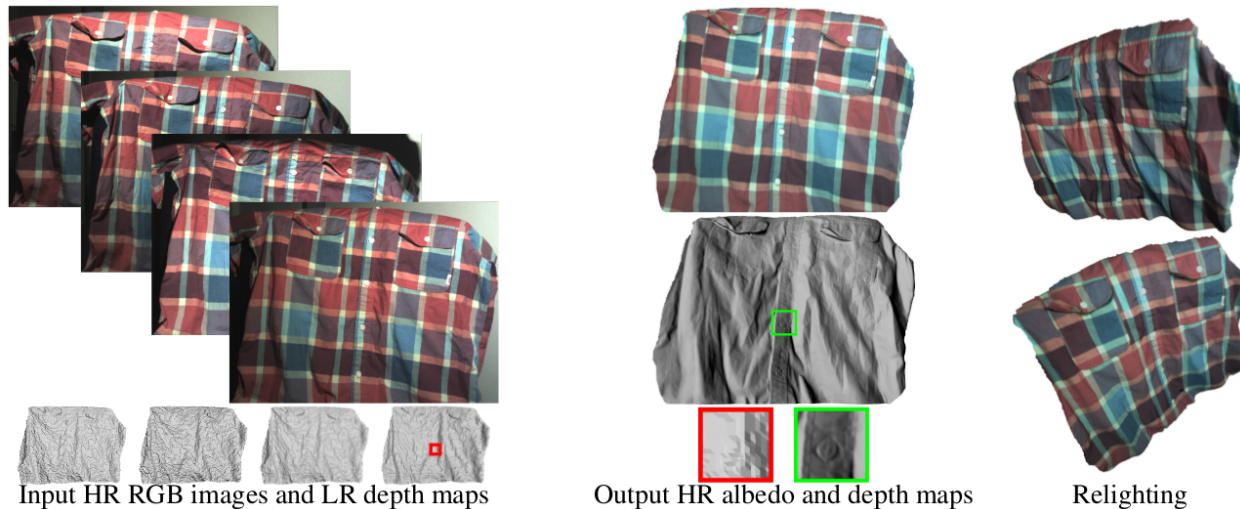 Input HR RGB images and LR depth maps
Output HR albedo and depth maps
Relighting